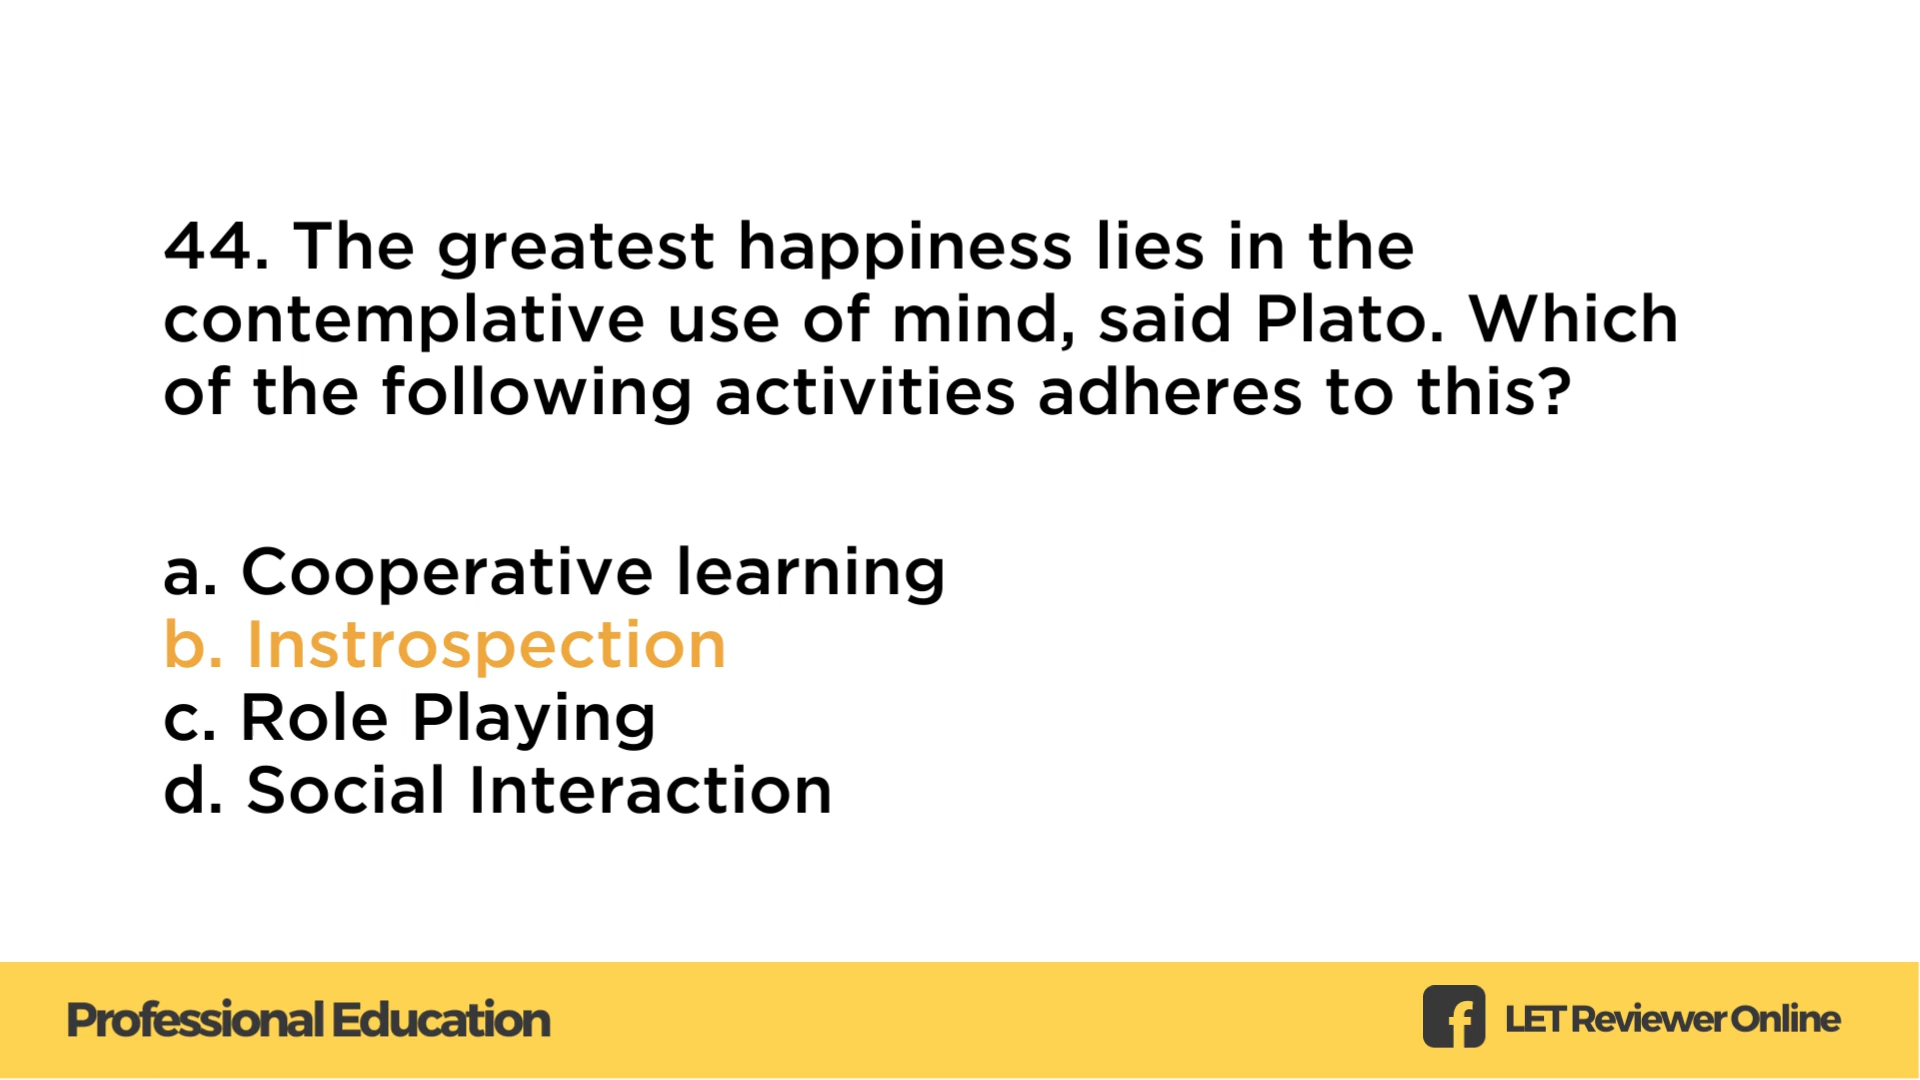 44. The greatest happiness lies in the
contemplative use of mind, said Plato. Which
of the following activities adheres to this?
a. Cooperative learning
b. Instrospection
c. Role Playing
d. Social Interaction
Professional Education
f LET Reviewer Online